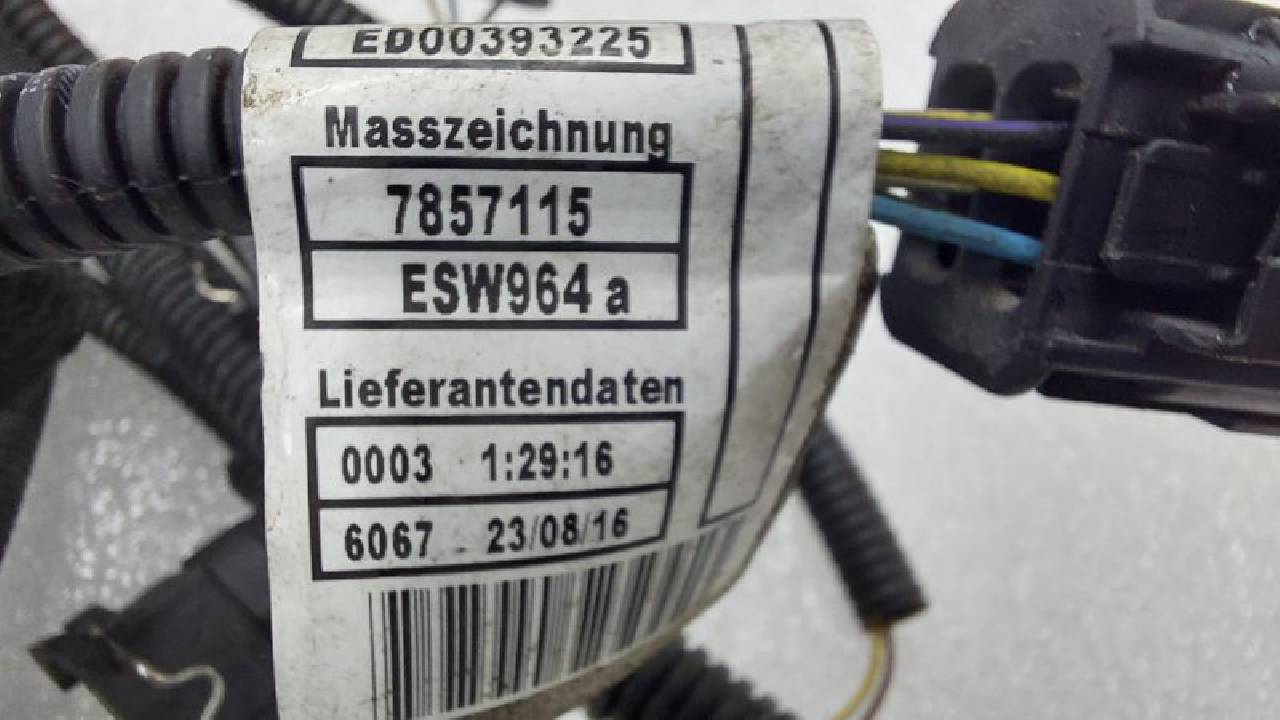 ED00393225
Masszeichnung
7857115
ESW964 a
Lieferantendaten
0003 1:29:16
6067 23/08/16